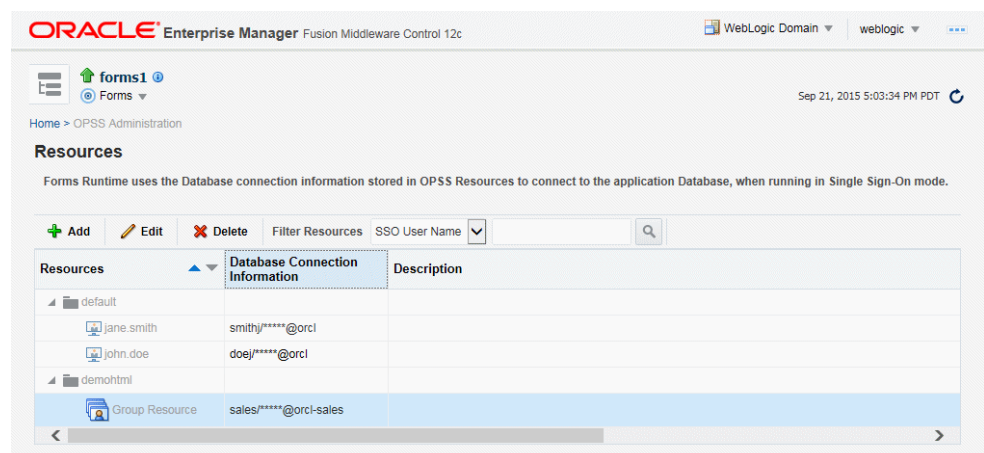 ORACLE Enterprise Manager Fusion Middleware Control 12c WebLogic Domain weblogic
forms1
Forms
Sep 21, 2015 5:03:34 PM PDT
Home > OPSS Administration
Resources
Forms Runtime uses the Database connection information stored in OPSS Resources to connect to the application Database, when running in Single Sign-On mode.
Add Edit Delete Filter Resources SSO User Name
Resources Database Connection Information Description
default
jane.smith smithj/*****@orcl
john.doe doej/*****@orcl
demohtml
Group Resource sales/*****@orcl-sales